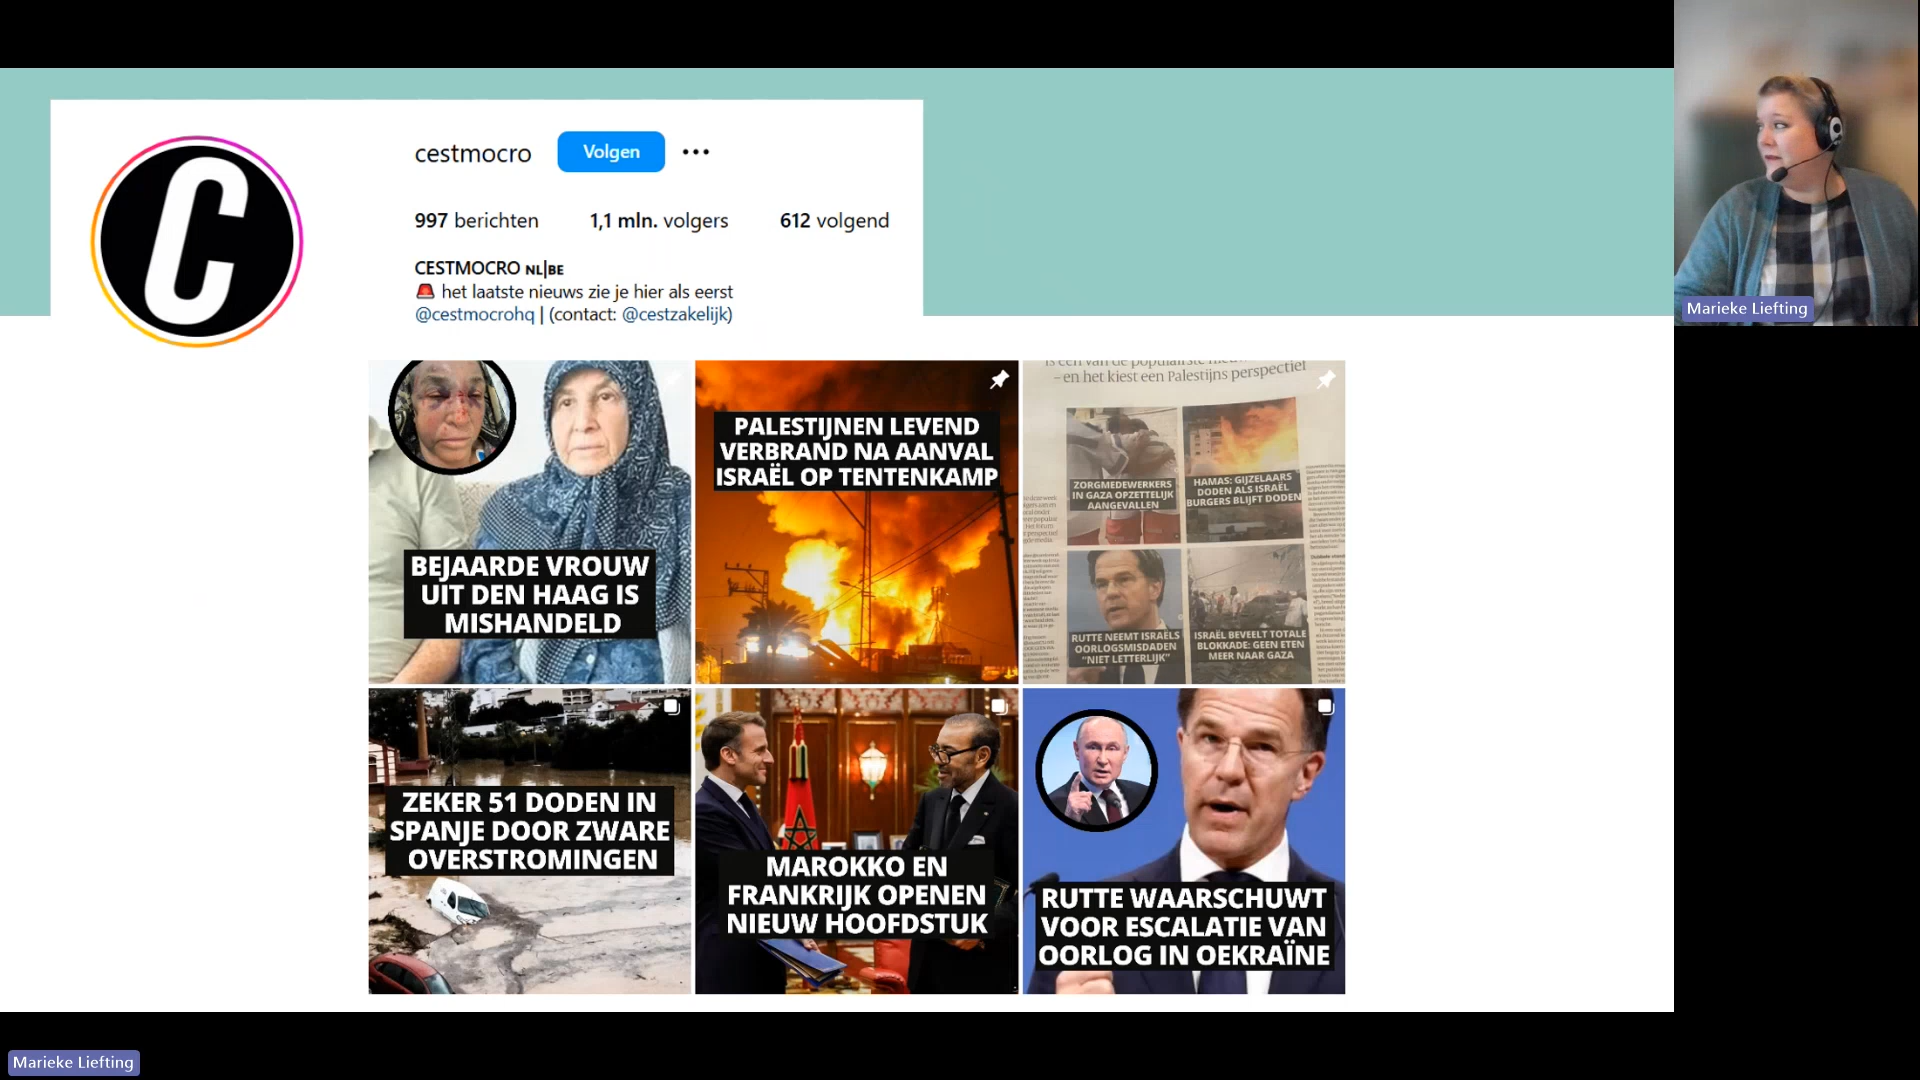 C
cestmocro
Volgen
997 berichten
1,1 mln. volgers
612 volgend
CESTMOCRO NL|BE
🚨 het laatste nieuws zie je hier als eerst
@cestmocrohq | (contact: @cestzakelijk)
Marieke Liefting
BEJAARDE VROUW
UIT DEN HAAG IS
MISHANDELD
PALESTIJNEN LEVEND
VERBRAND NA AANVAL
ISRAËL OP TENTENKAMP
– en het kiest een Palestijns perspectief
ZORGMEDEWERKERS
IN GAZA OPZETTELIJK
AANGEVALLEN
HAMAS: GIJZELAARS
DODEN ALS ISRAËL
BURGERS BLIJFT DODEN
RUTTE NEEMT ISRAËLS
OORLOGSMISDADEN
“NIET LETTERLIJK”
ISRAËL BEVEELT TOTALE
BLOKKADE: GEEN ETEN
MEER NAAR GAZA
ZEKER 51 DODEN IN
SPANJE DOOR ZWARE
OVERSTROMINGEN
MAROKKO EN
FRANKRIJK OPENEN
NIEUW HOOFDSTUK
RUTTE WAARSCHUWT
VOOR ESCALATIE VAN
OORLOG IN OEKRAÏNE
Marieke Liefting